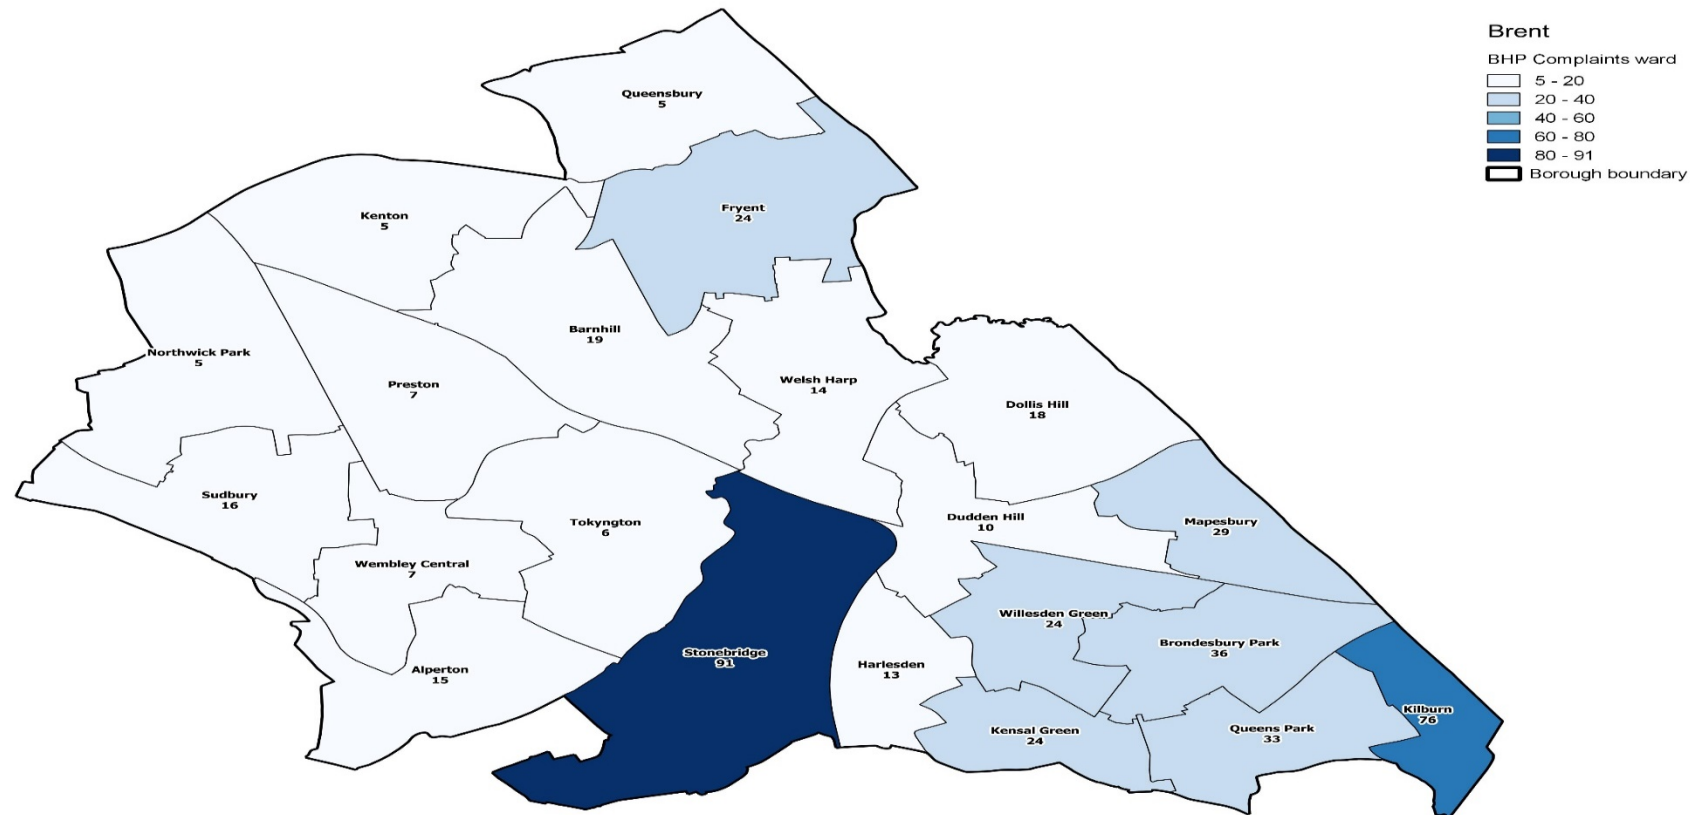 Brent
BHP Complaints ward
5 - 20
20 - 40
40 - 60
60 - 80
80 - 91
Borough boundary
Queensbury
5
Fryent
24
Kenton
5
Barnhill
19
Northwick Park
5
Preston
7
Welsh Harp
14
Dollis Hill
18
Sudbury
16
Tokyngton
6
Dudden Hill
10
Mapesbury
29
Wembley Central
7
Willesden Green
24
Brondesbury Park
36
Stonebridge
91
Harlesden
13
Alperton
15
Kilburn
76
Kensal Green
24
Queens Park
33